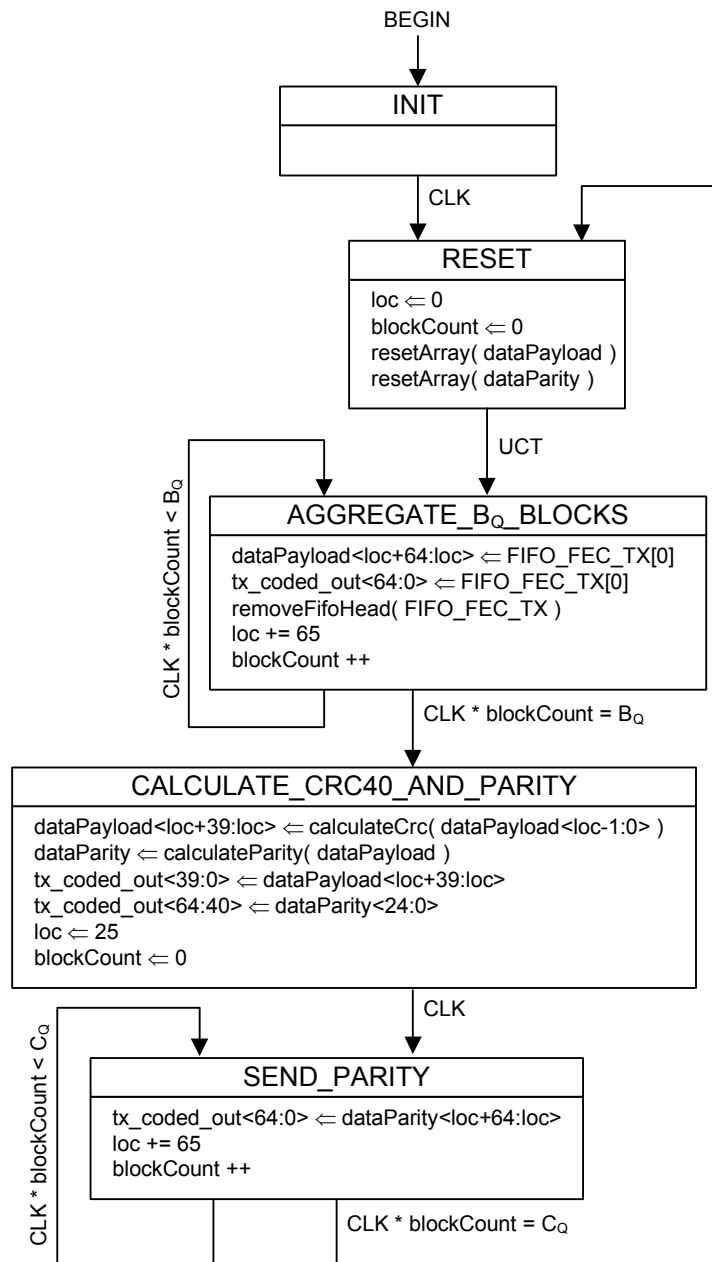 BEGIN
INIT
CLK
RESET
loc ⇐ 0
blockCount ⇐ 0
resetArray( dataPayload )
resetArray( dataParity )
UCT
CLK * blockCount < B_Q
AGGREGATE_B_Q_BLOCKS
dataPayload<loc+64:loc> ⇐ FIFO_FEC_TX[0]
tx_coded_out<64:0> ⇐ FIFO_FEC_TX[0]
removeFifoHead( FIFO_FEC_TX )
loc += 65
blockCount ++
CLK * blockCount = B_Q
CALCULATE_CRC40_AND_PARITY
dataPayload<loc+39:loc> ⇐ calculateCrc( dataPayload<loc-1:0> )
dataParity ⇐ calculateParity( dataPayload )
tx_coded_out<39:0> ⇐ dataPayload<loc+39:loc>
tx_coded_out<64:40> ⇐ dataParity<24:0>
loc ⇐ 25
blockCount ⇐ 0
CLK
CLK * blockCount < C_Q
SEND_PARITY
tx_coded_out<64:0> ⇐ dataParity<loc+64:loc>
loc += 65
blockCount ++
CLK * blockCount = C_Q